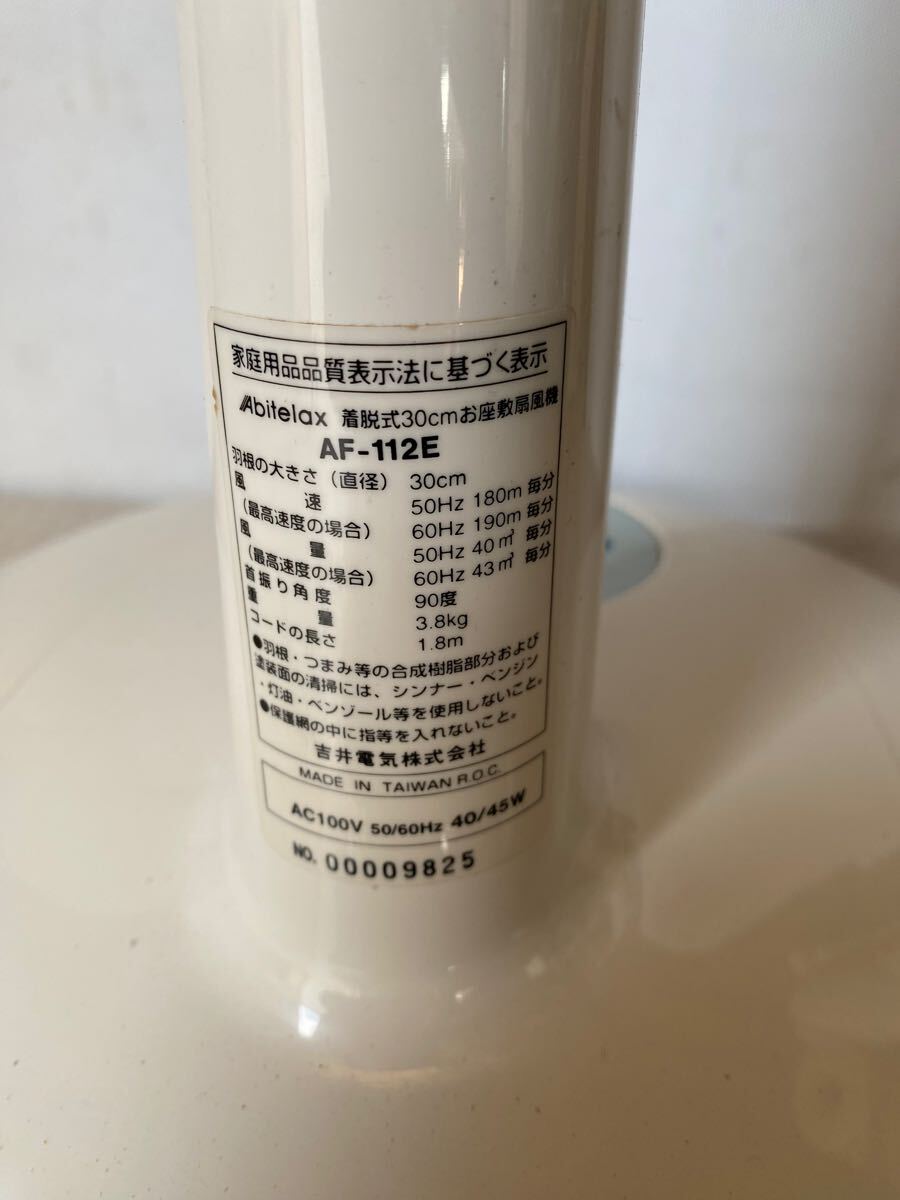 家庭用品品質表示法に基づく表示
Abitelax 着脱式30cmお座敷扇風機
AF-112E
羽根の大きさ（直径） 30cm
風速 50Hz 180m 毎分
（最高速度の場合） 60Hz 190m 毎分
風量 50Hz 40㎥ 毎分
（最高速度の場合） 60Hz 43㎥ 毎分
首振り角度 90度
重量 3.8kg
コードの長さ 1.8m
●羽根・つまみ等の合成樹脂部分および
塗装面の清掃には、シンナー・ベンジン
・灯油・ベンゾール等を使用しないこと。
●保護網の中に指等を入れないこと。
吉井電気株式会社
MADE IN TAIWAN R.O.C.
AC100V 50/60Hz 40/45W
NO. 00009825